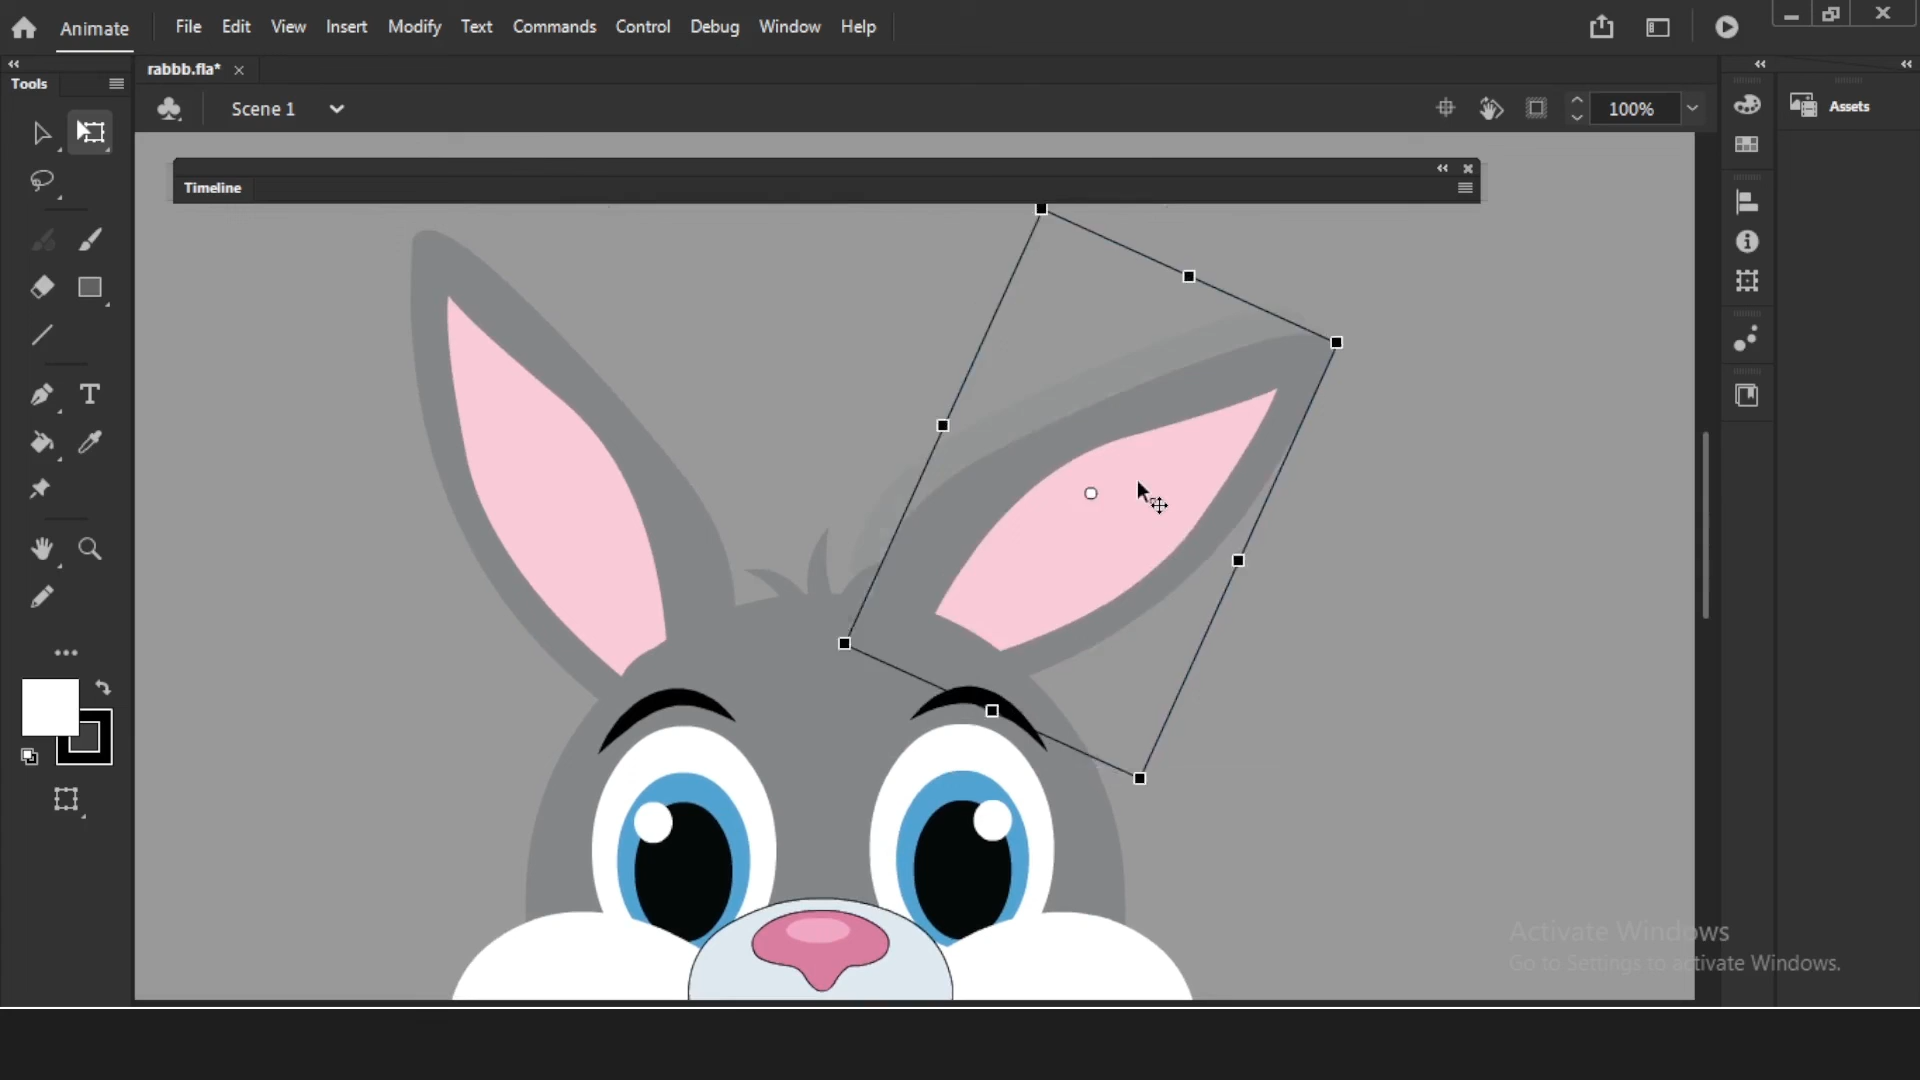 Animate File Edit View Insert Modify Text Commands Control Debug Window Help
Tools
rabbb.fla*
Scene 1
100%
Assets
Timeline
T
Activate Windows
Go to Settings to activate Windows.